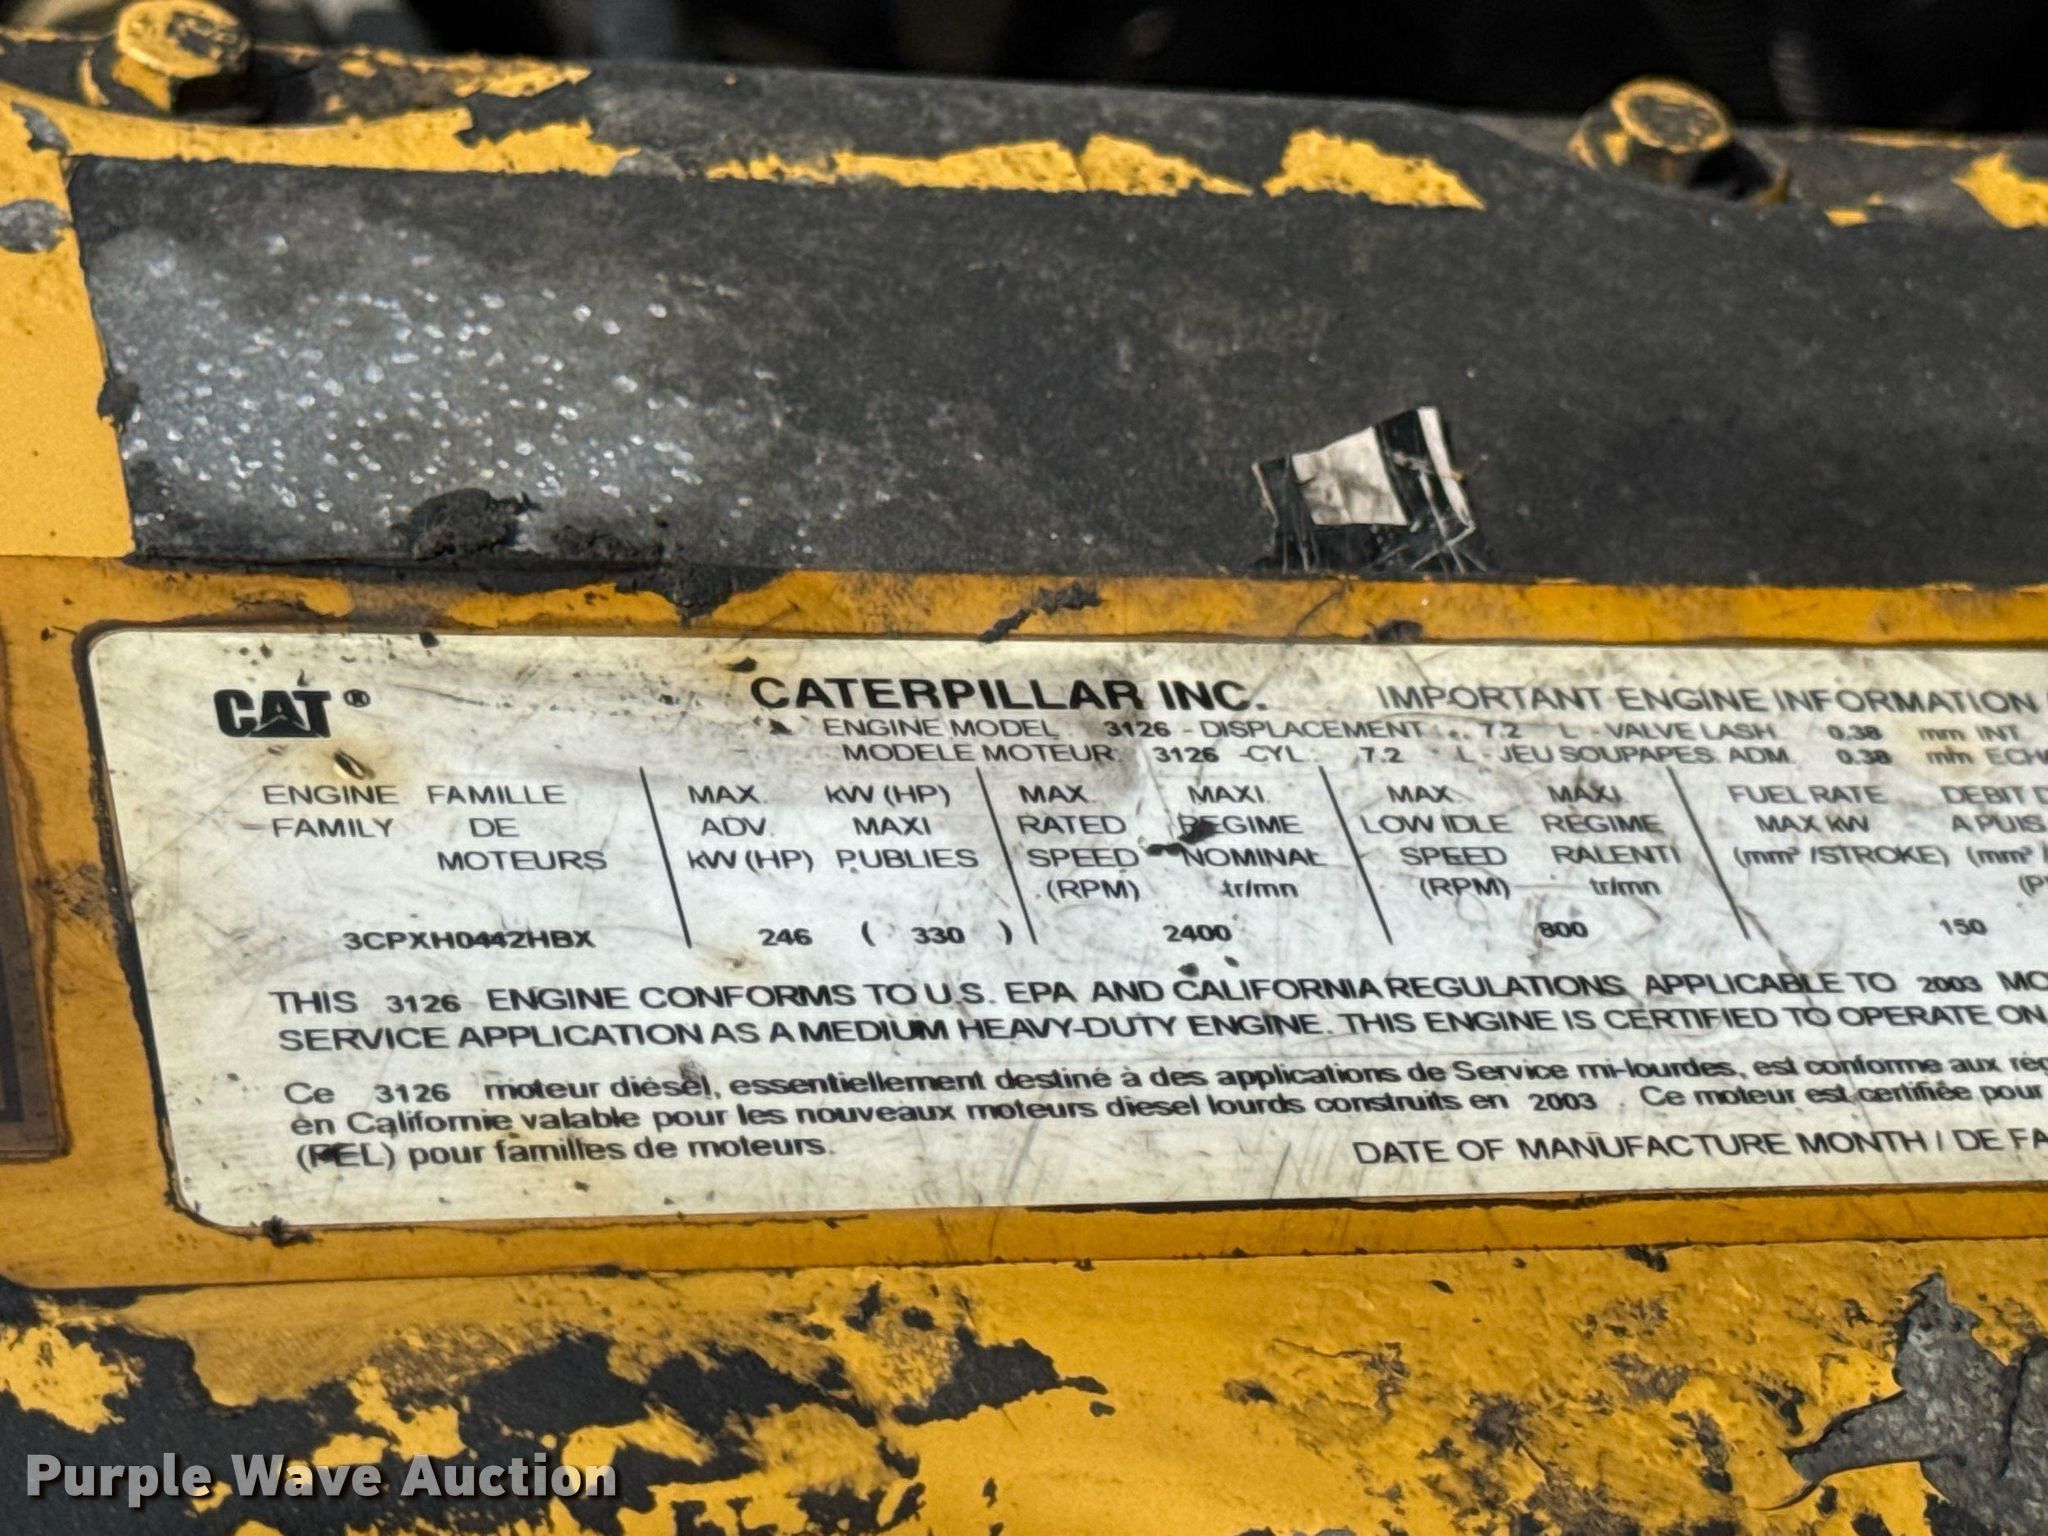 CAT®
CATERPILLAR INC. IMPORTANT ENGINE INFORMATION
ENGINE MODEL 3126 - DISPLACEMENT 7.2 L - VALVE LASH 0.38 mm INT.
MODELE MOTEUR 3126 -CYL 7.2 L - JEU SOUPAPES. ADM. 0.38 mm
ENGINE FAMILLE MAX. KW (HP) MAX. MAXI. MAX. MAXI. FUEL RATE DEBIT
FAMILY DE ADV. MAXI RATED REGIME LOW IDLE REGIME MAX KW
MOTEURS KW (HP) PUBLIES SPEED NOMINAL SPEED RALENTI (mm³ /STROKE) (mm³
(RPM) tr/mn (RPM) tr/mn
3CPXH0442HBX 246 ( 330 ) 2400 800 150
THIS 3126 ENGINE CONFORMS TO U.S. EPA AND CALIFORNIA REGULATIONS APPLICABLE TO 2003
SERVICE APPLICATION AS A MEDIUM HEAVY-DUTY ENGINE. THIS ENGINE IS CERTIFIED TO OPERATE ON
Ce 3126 moteur diésel, essentiellement destiné à des applications de Service mi-lourdes, est conforme aux
en Californie valable pour les nouveaux moteurs diesel lourds construits en 2003. Ce moteur est certifiée pour
(PEL) pour familles de moteurs.
DATE OF MANUFACTURE MONTH / DE
Purple Wave Auction